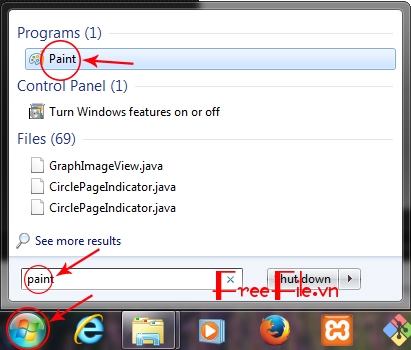 Programs (1)
Paint
Control Panel (1)
Turn Windows features on or off
Files (69)
GraphImageView.java
CirclePageIndicator.java
CirclePageIndicator.java
See more results
paint
Shut down
FreeFile.vn